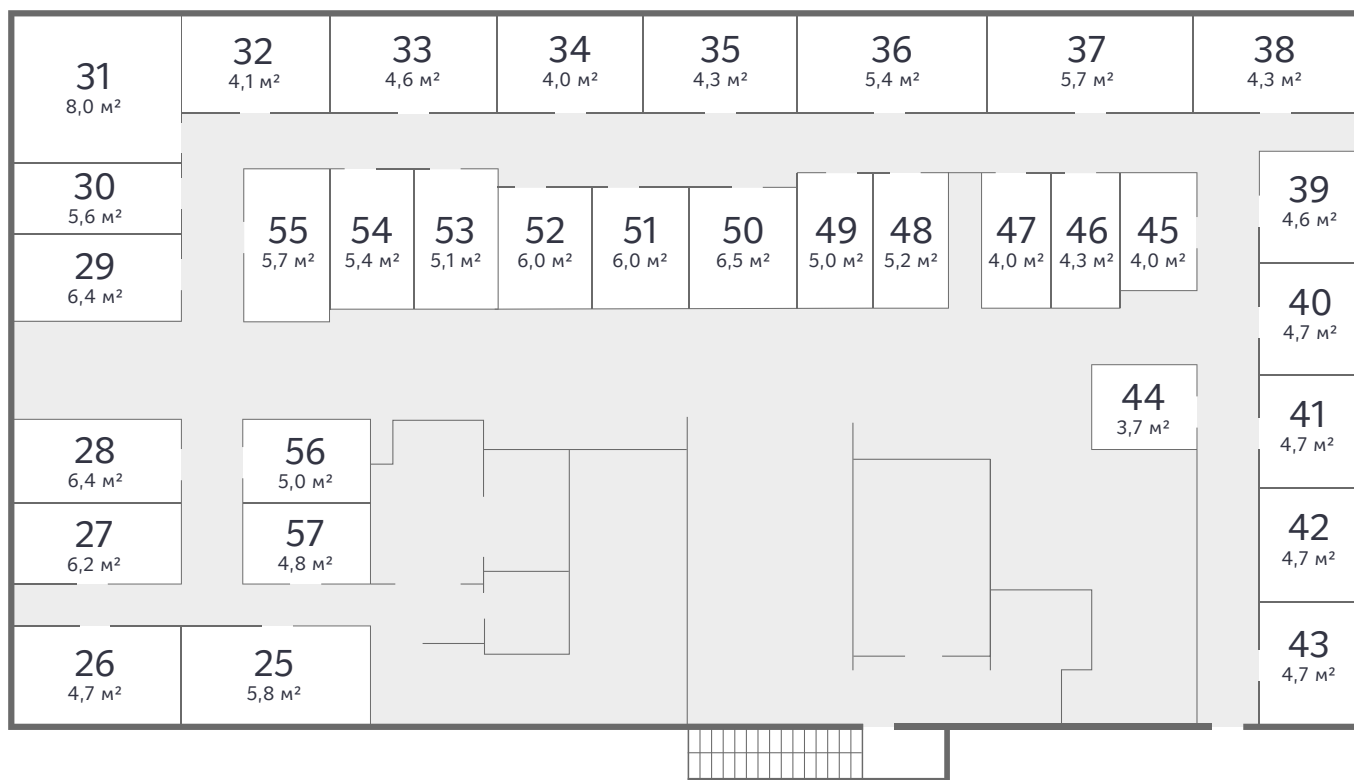 31
8,0 м²
32
4,1 м²
33
4,6 м²
34
4,0 м²
35
4,3 м²
36
5,4 м²
37
5,7 м²
38
4,3 м²
30
5,6 м²
29
6,4 м²
55
5,7 м²
54
5,4 м²
53
5,1 м²
52
6,0 м²
51
6,0 м²
50
6,5 м²
49
5,0 м²
48
5,2 м²
47
4,0 м²
46
4,3 м²
45
4,0 м²
39
4,6 м²
40
4,7 м²
44
3,7 м²
41
4,7 м²
28
6,4 м²
56
5,0 м²
27
6,2 м²
57
4,8 м²
42
4,7 м²
26
4,7 м²
25
5,8 м²
43
4,7 м²